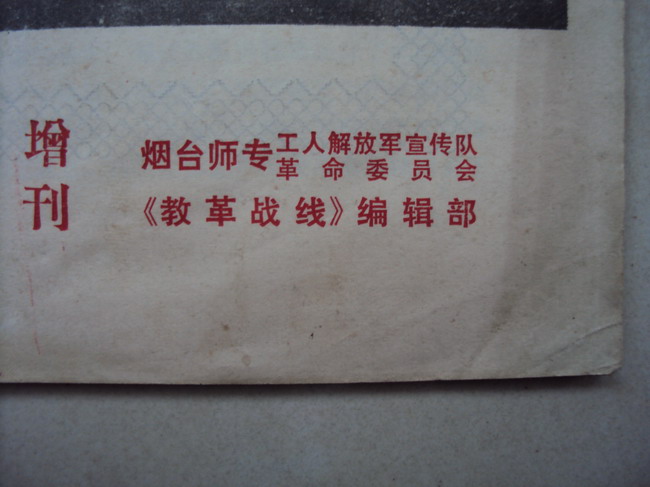 增刊
烟台师专工人解放军宣传队
革命委员会
《教革战线》编辑部